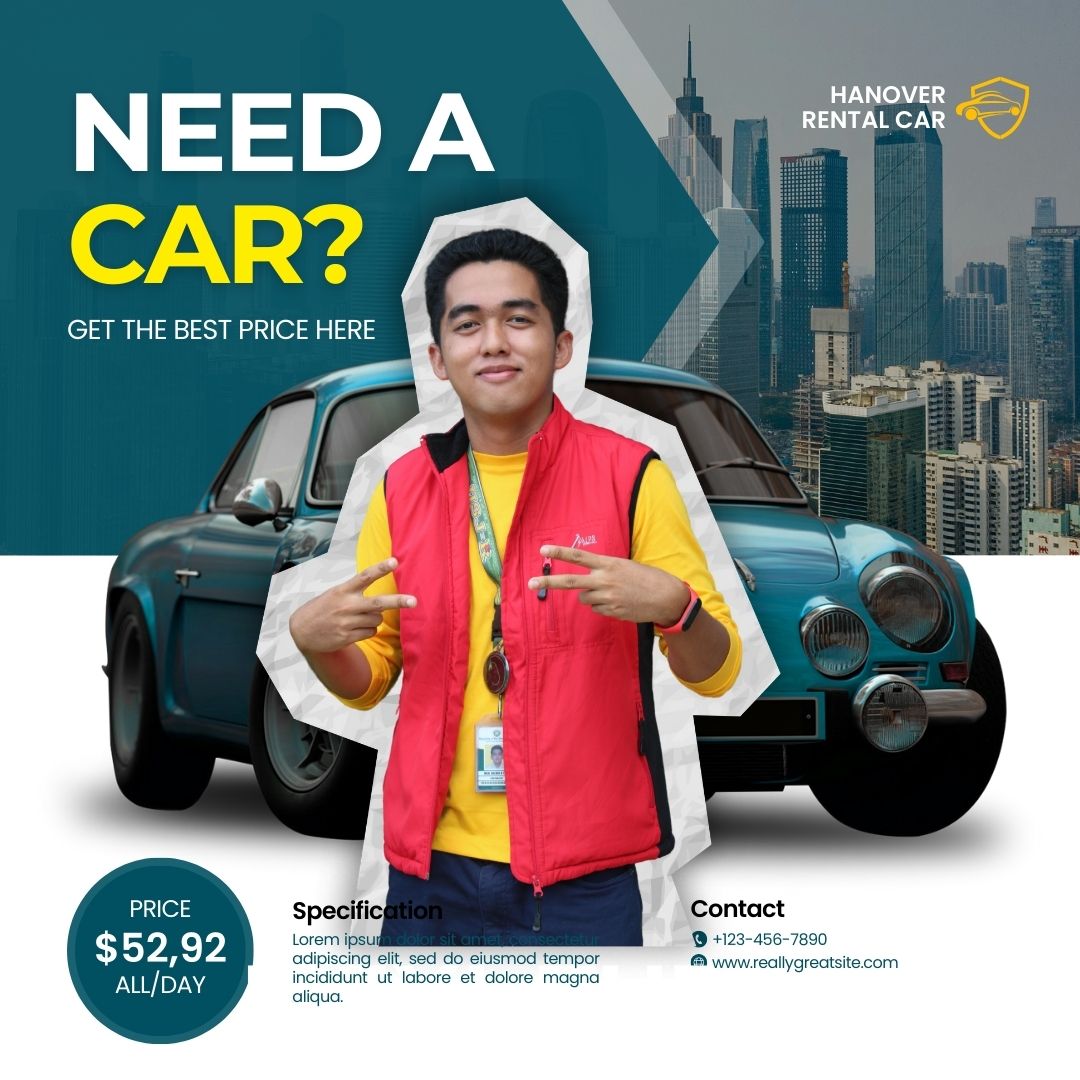 NEED A
CAR?
GET THE BEST PRICE HERE
HANOVER
RENTAL CAR
PRICE
$52,92
ALL/DAY
Specification
Lorem ipsum dolor sit amet, consectetur
adipiscing elit, sed do eiusmod tempor
incididunt ut labore et dolore magna
aliqua.
Contact
+123-456-7890
www.reallygreatsite.com